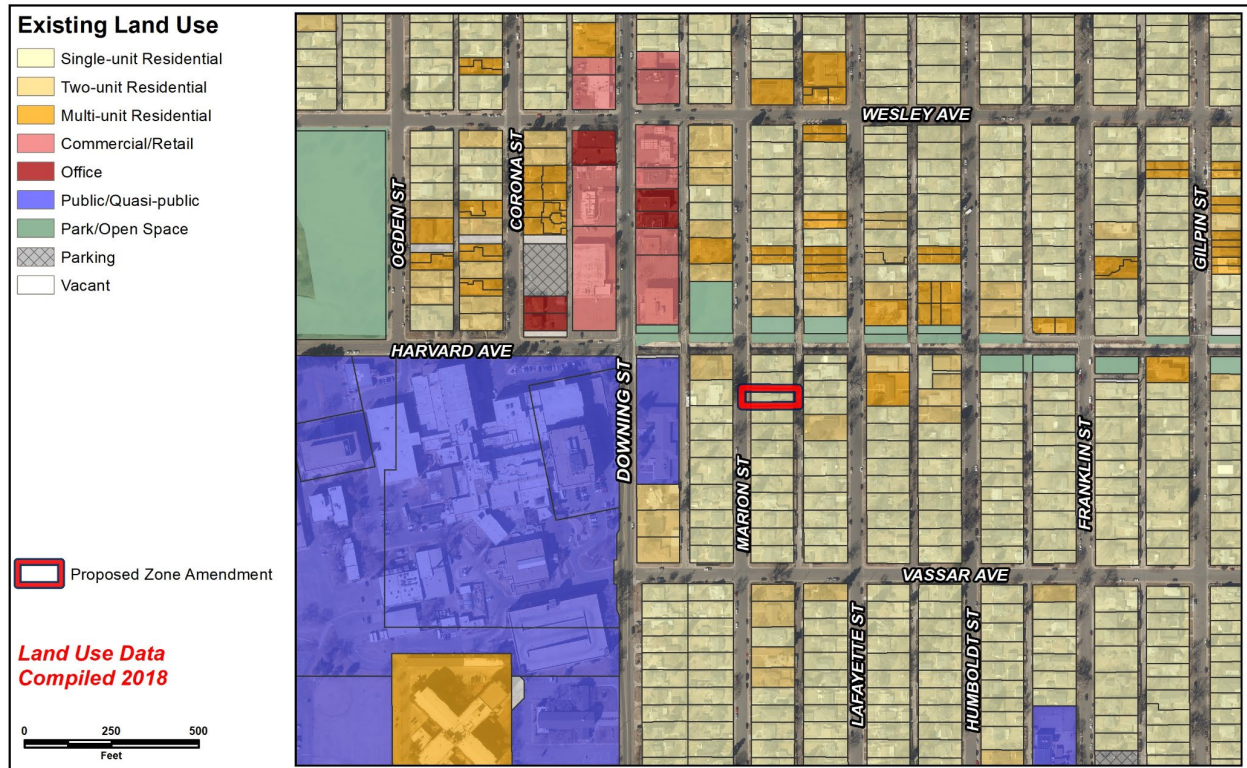 Existing Land Use
Single-unit Residential
Two-unit Residential
Multi-unit Residential
Commercial/Retail
Office
Public/Quasi-public
Park/Open Space
Parking
Vacant
Proposed Zone Amendment
Land Use Data
Compiled 2018
0 250 500
Feet
WESLEY AVE
OGDEN ST
CORONA ST
GILPIN ST
HARVARD AVE
DOWNING ST
MARION ST
FRANKLIN ST
VASSAR AVE
LAFAYETTE ST
HUMBOLDT ST